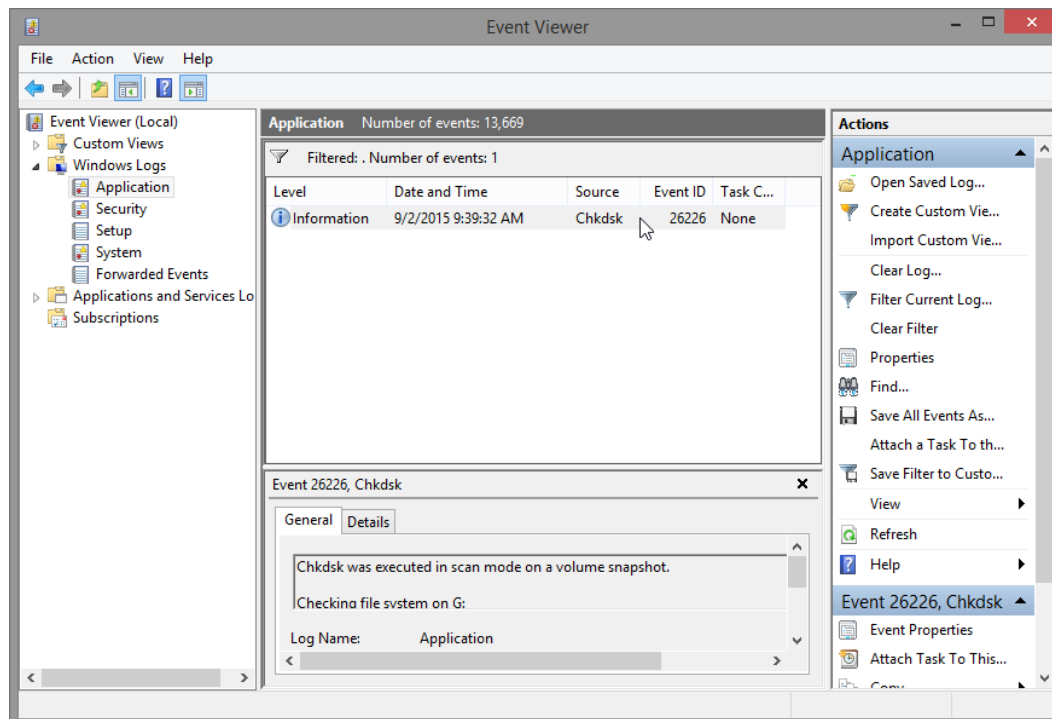 Event Viewer
File Action View Help
Event Viewer (Local)
Custom Views
Windows Logs
Application
Security
Setup
System
Forwarded Events
Applications and Services Lo
Subscriptions
Application Number of events: 13,669
Filtered: . Number of events: 1
Level Date and Time Source Event ID Task C...
Information 9/2/2015 9:39:32 AM Chkdsk 26226 None
Event 26226, Chkdsk
General Details
Chkdsk was executed in scan mode on a volume snapshot.
Checking file system on G:
Log Name: Application
Actions
Application
Open Saved Log...
Create Custom Vie...
Import Custom Vie...
Clear Log...
Filter Current Log...
Clear Filter
Properties
Find...
Save All Events As...
Attach a Task To th...
Save Filter to Custo...
View
Refresh
Help
Event 26226, Chkdsk
Event Properties
Attach Task To This...
Copy